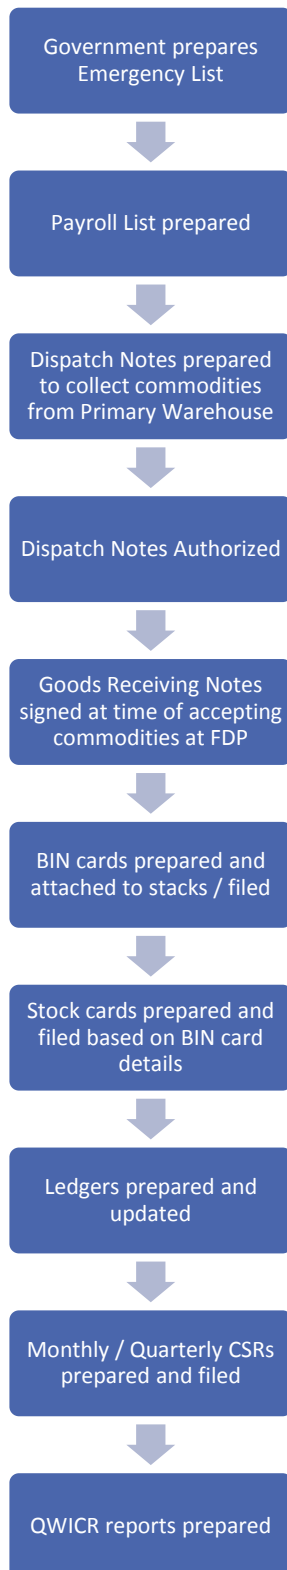 Government prepares
Emergency List
Payroll List prepared
Dispatch Notes prepared
to collect commodities
from Primary Warehouse
Dispatch Notes Authorized
Goods Receiving Notes
signed at time of accepting
commodities at FDP
BIN cards prepared and
attached to stacks / filed
Stock cards prepared and
filed based on BIN card
details
Ledgers prepared and
updated
Monthly / Quarterly CSRs
prepared and filed
QWICR reports prepared